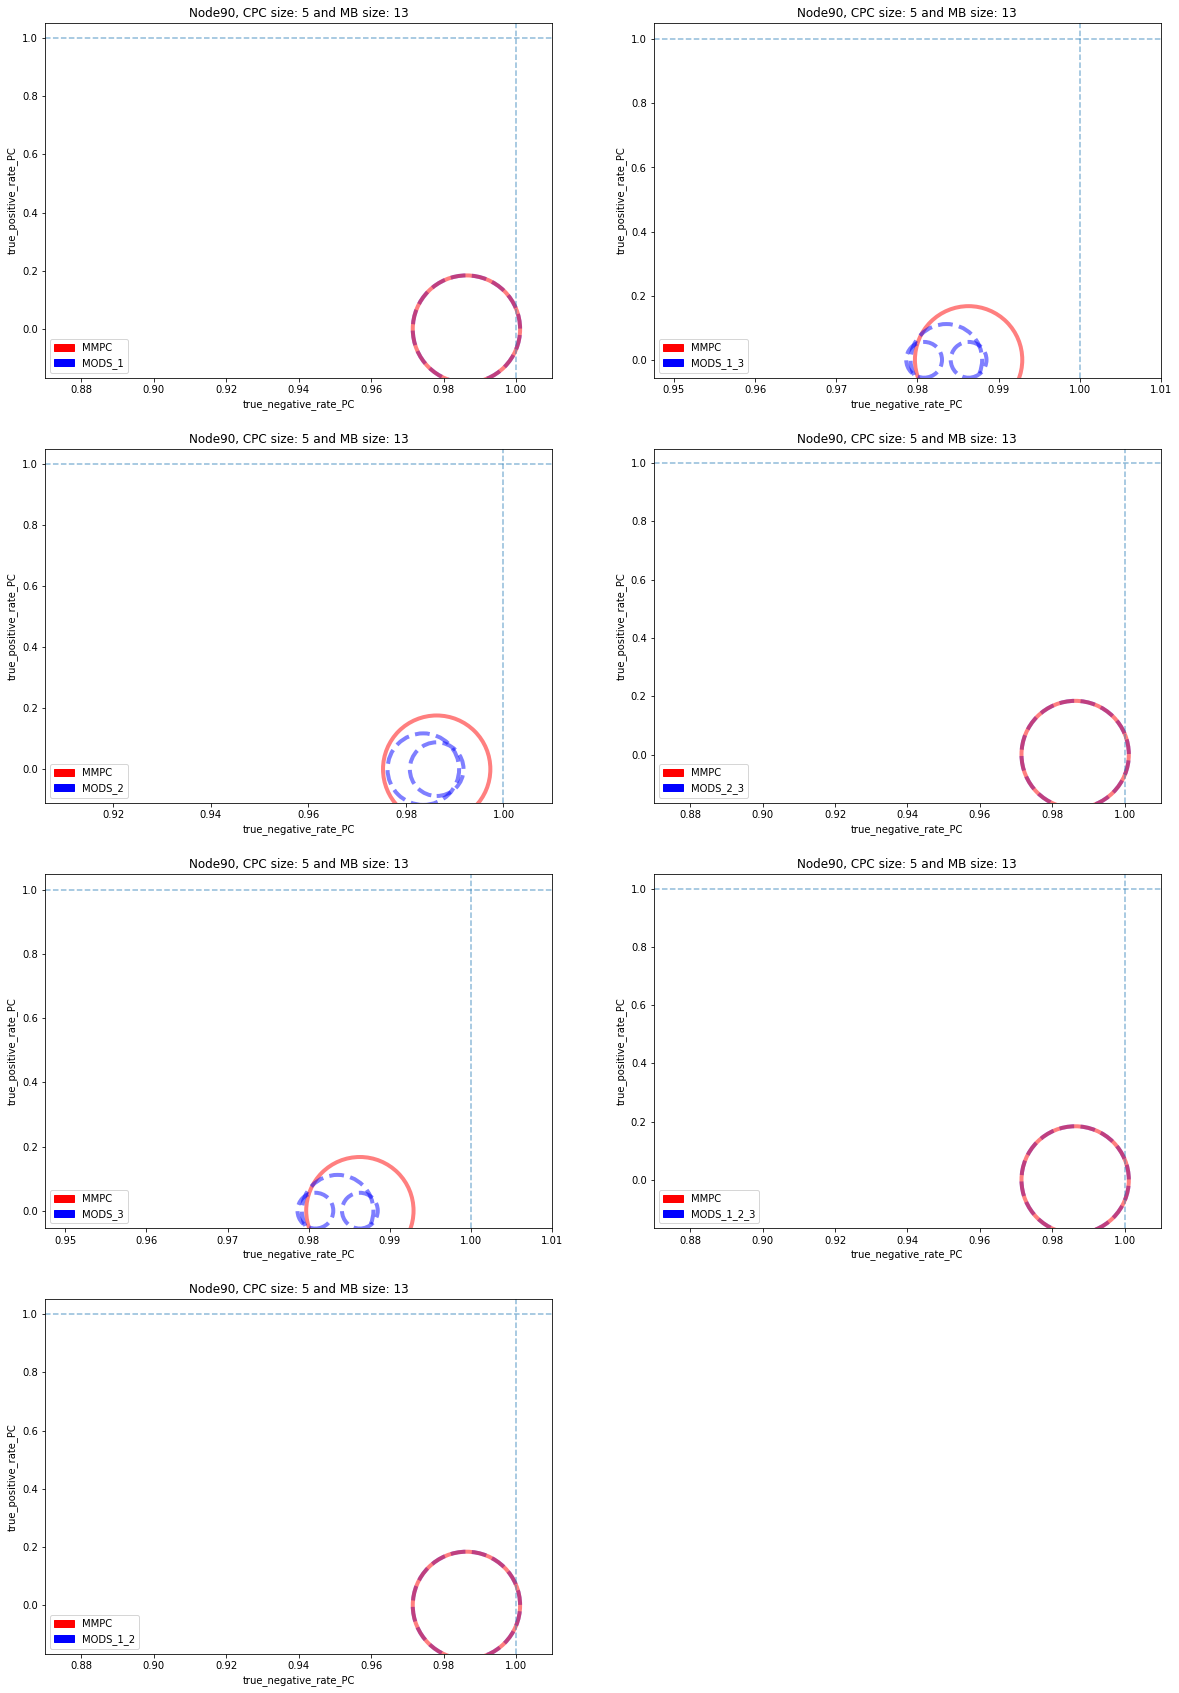 Node90, CPC size: 5 and MB size: 13
1.0
0.8
0.6
0.4
0.2
0.0
true_positive_rate_PC
MMPC
MODS_1
0.88 0.90 0.92 0.94 0.96 0.98 1.00
true_negative_rate_PC
Node90, CPC size: 5 and MB size: 13
1.0
0.8
0.6
0.4
0.2
0.0
true_positive_rate_PC
MMPC
MODS_1_3
0.95 0.96 0.97 0.98 0.99 1.00 1.01
true_negative_rate_PC
Node90, CPC size: 5 and MB size: 13
1.0
0.8
0.6
0.4
0.2
0.0
true_positive_rate_PC
MMPC
MODS_2
0.92 0.94 0.96 0.98 1.00
true_negative_rate_PC
Node90, CPC size: 5 and MB size: 13
1.0
0.8
0.6
0.4
0.2
0.0
true_positive_rate_PC
MMPC
MODS_2_3
0.88 0.90 0.92 0.94 0.96 0.98 1.00
true_negative_rate_PC
Node90, CPC size: 5 and MB size: 13
1.0
0.8
0.6
0.4
0.2
0.0
true_positive_rate_PC
MMPC
MODS_3
0.95 0.96 0.97 0.98 0.99 1.00 1.01
true_negative_rate_PC
Node90, CPC size: 5 and MB size: 13
1.0
0.8
0.6
0.4
0.2
0.0
true_positive_rate_PC
MMPC
MODS_1_2_3
0.88 0.90 0.92 0.94 0.96 0.98 1.00
true_negative_rate_PC
Node90, CPC size: 5 and MB size: 13
1.0
0.8
0.6
0.4
0.2
0.0
true_positive_rate_PC
MMPC
MODS_1_2
0.88 0.90 0.92 0.94 0.96 0.98 1.00
true_negative_rate_PC